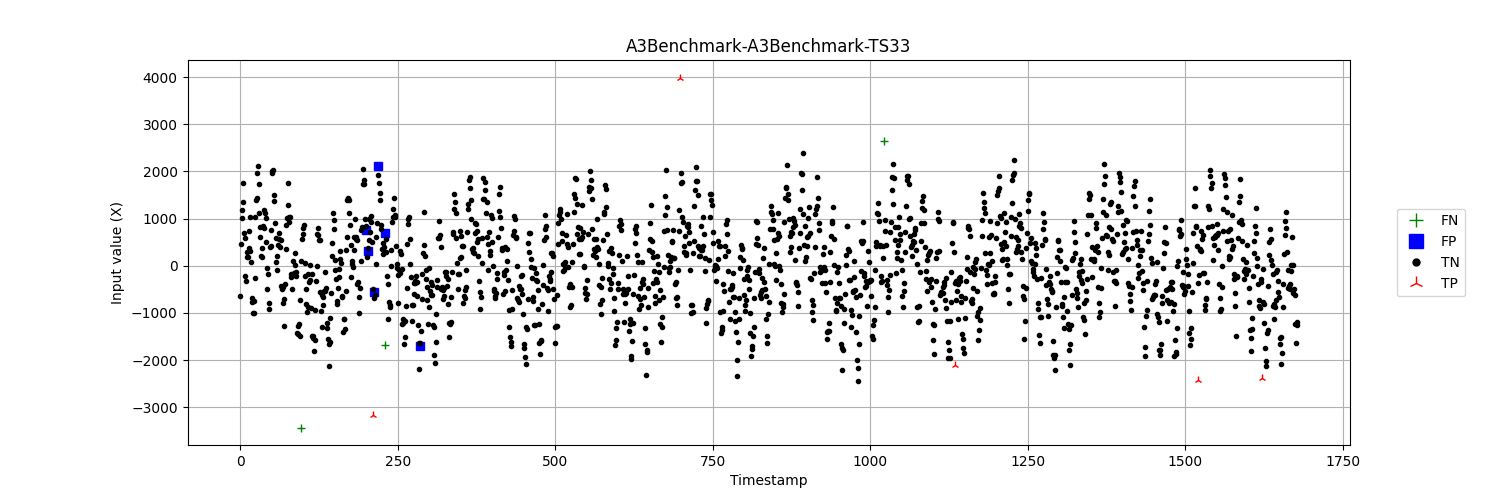 A3Benchmark-A3Benchmark-TS33
Input value (X)
4000
3000
2000
1000
0
−1000
−2000
−3000
0 250 500 750 1000 1250 1500 1750
Timestamp
FN
FP
TN
TP